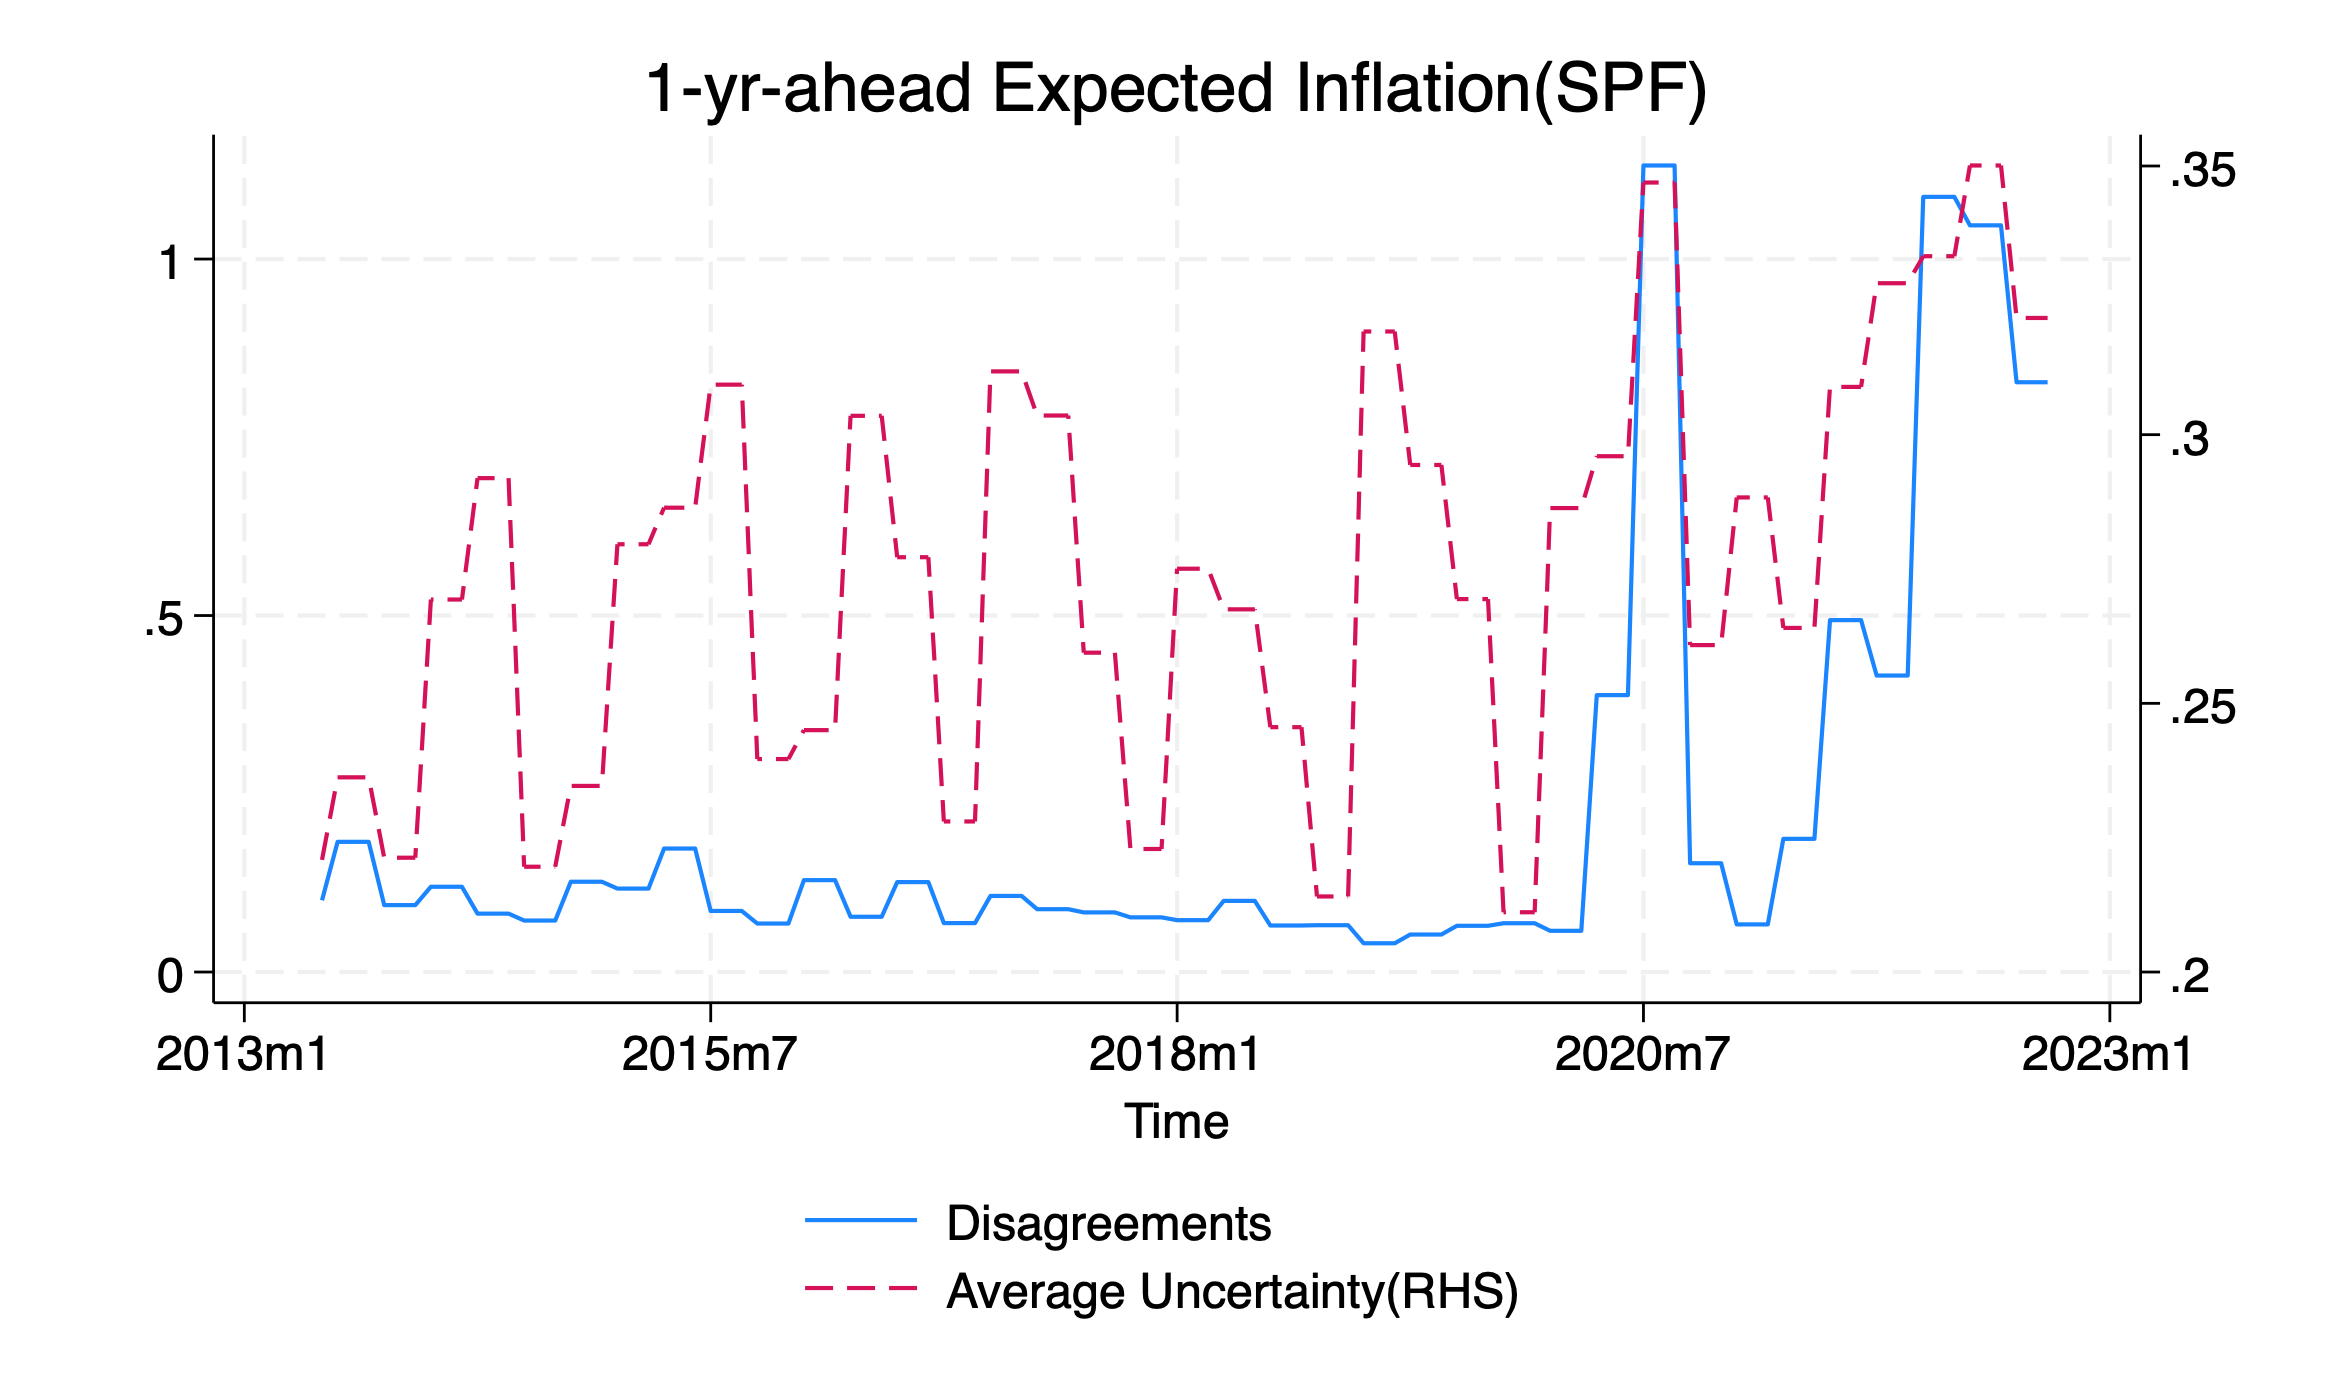 1-yr-ahead Expected Inflation(SPF)
1
.5
0
.35
.3
.25
.2
2013m1 2015m7 2018m1 2020m7 2023m1
Time
Disagreements
Average Uncertainty(RHS)